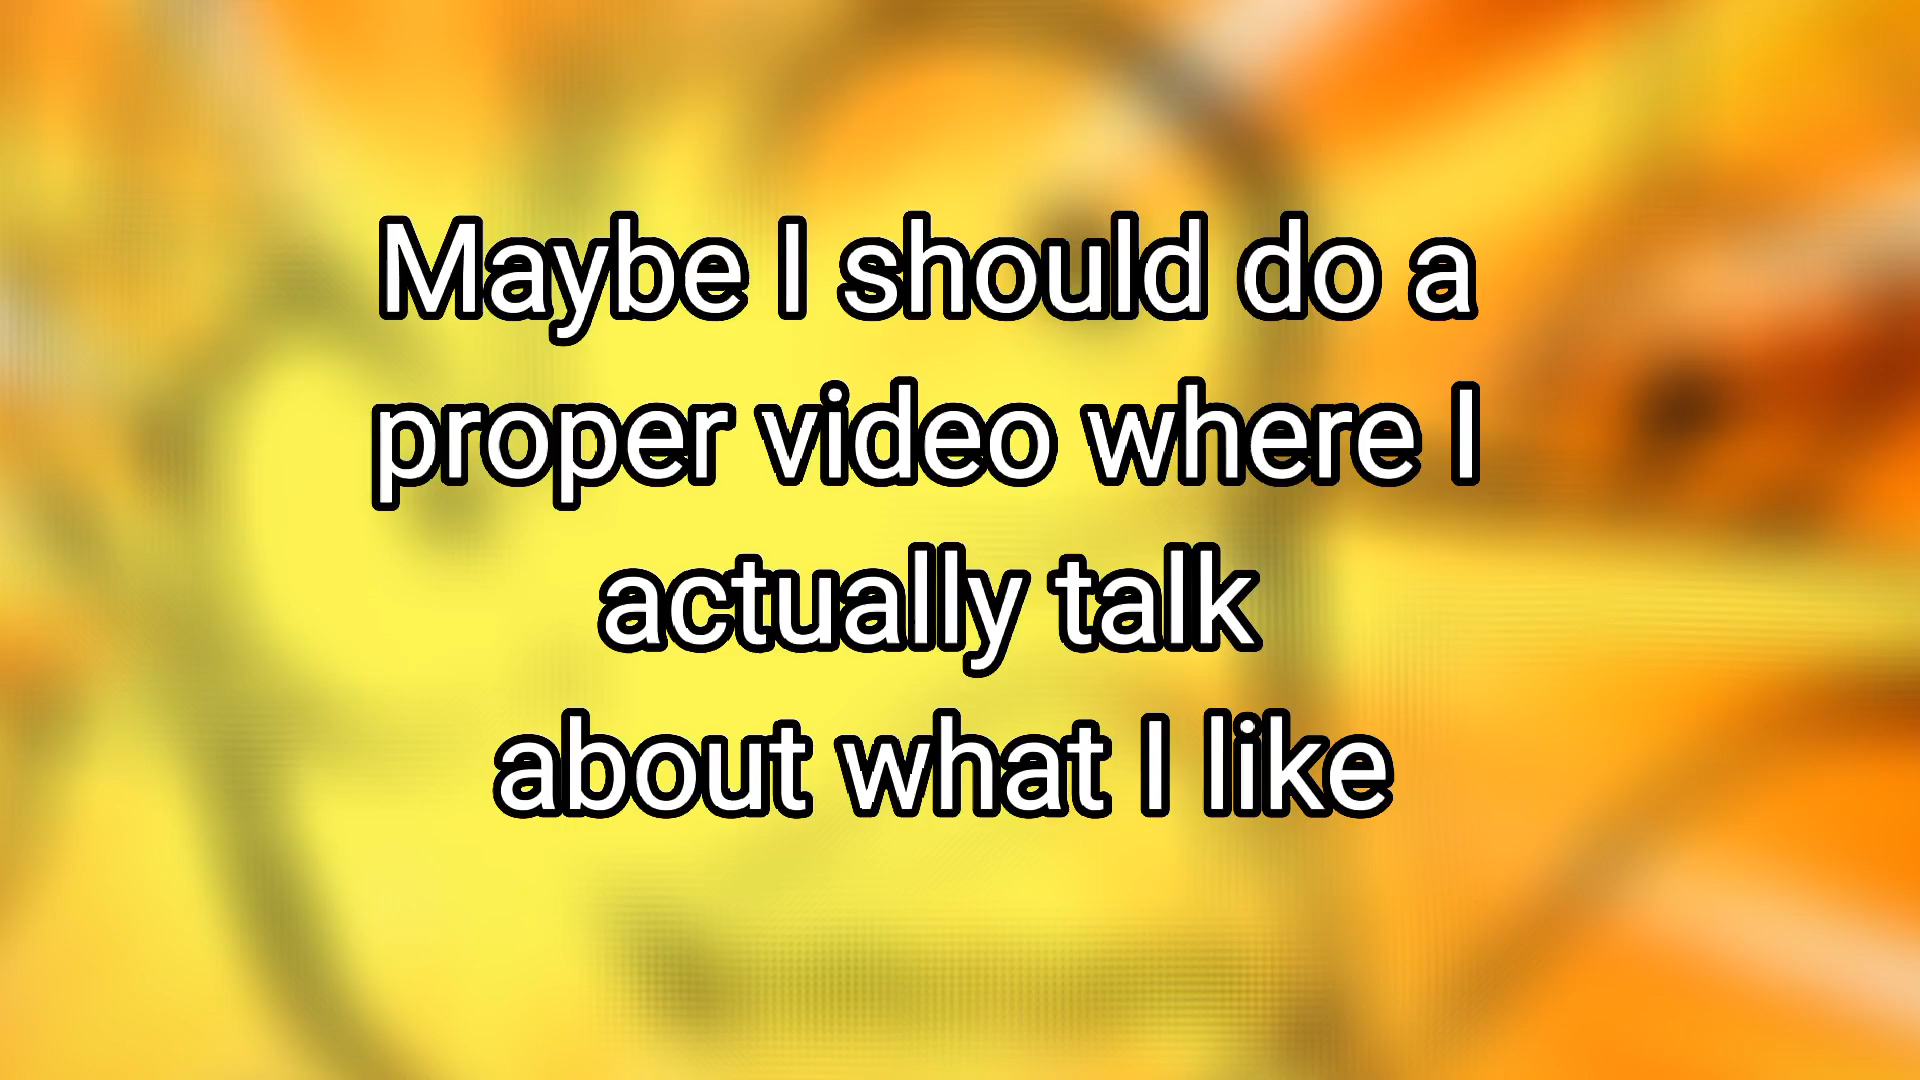 Maybe I should do a
proper video where I
actually talk
about what I like